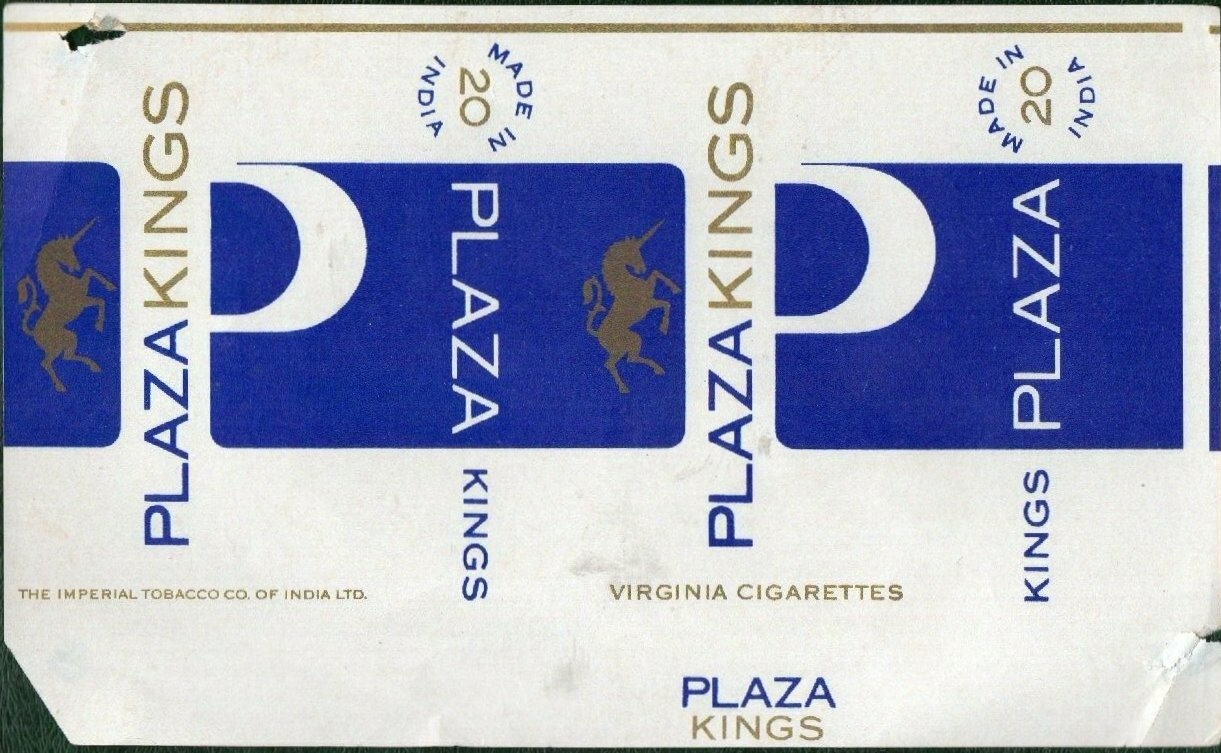 PLAZA KINGS
MADE IN INDIA
20
PLAZA KINGS
PLAZA KINGS
MADE IN INDIA
20
KINGS PLAZA
THE IMPERIAL TOBACCO CO. OF INDIA LTD.
VIRGINIA CIGARETTES
PLAZA
KINGS